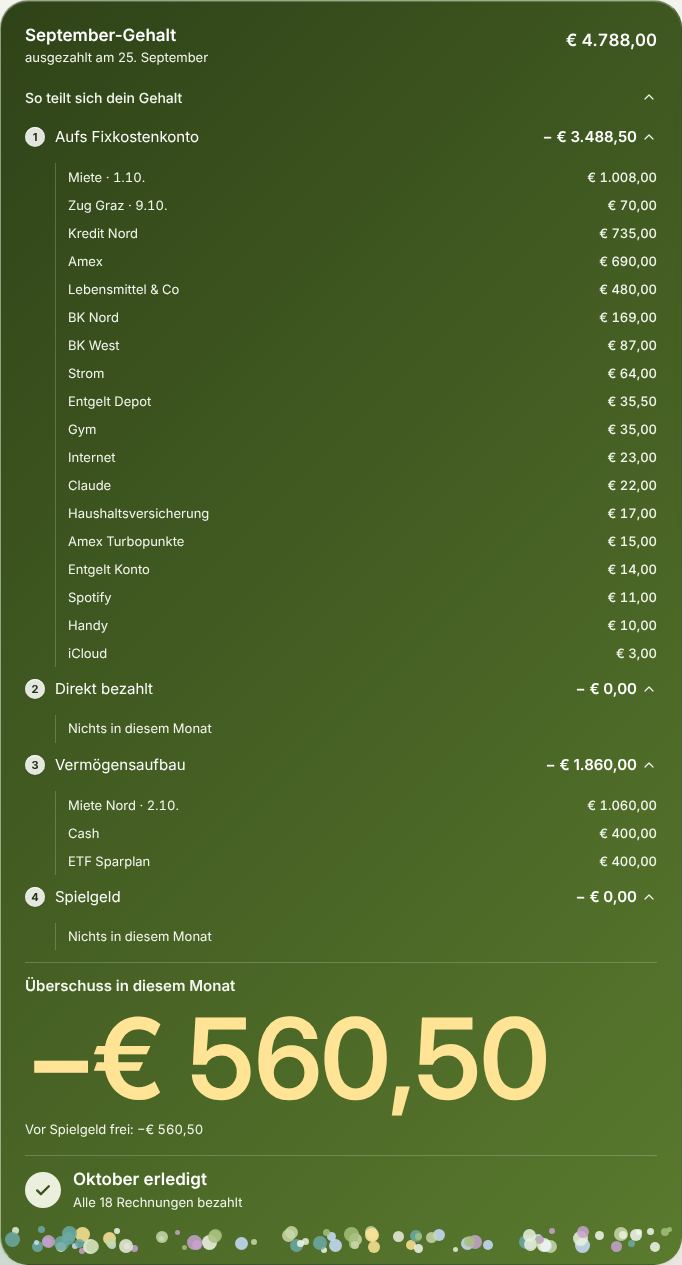 September-Gehalt
€ 4.788,00
ausgezahlt am 25. September
So teilt sich dein Gehalt
1 Aufs Fixkostenkonto – € 3.488,50
Miete · 1.10. € 1.008,00
Zug Graz · 9.10. € 70,00
Kredit Nord € 735,00
Amex € 690,00
Lebensmittel & Co € 480,00
BK Nord € 169,00
BK West € 87,00
Strom € 64,00
Entgelt Depot € 35,50
Gym € 35,00
Internet € 23,00
Claude € 22,00
Haushaltsversicherung € 17,00
Amex Turbopunkte € 15,00
Entgelt Konto € 14,00
Spotify € 11,00
Handy € 10,00
iCloud € 3,00
2 Direkt bezahlt – € 0,00
Nichts in diesem Monat
3 Vermögensaufbau – € 1.860,00
Miete Nord · 2.10. € 1.060,00
Cash € 400,00
ETF Sparplan € 400,00
4 Spielgeld – € 0,00
Nichts in diesem Monat
Überschuss in diesem Monat
–€ 560,50
Vor Spielgeld frei: –€ 560,50
Oktober erledigt
Alle 18 Rechnungen bezahlt